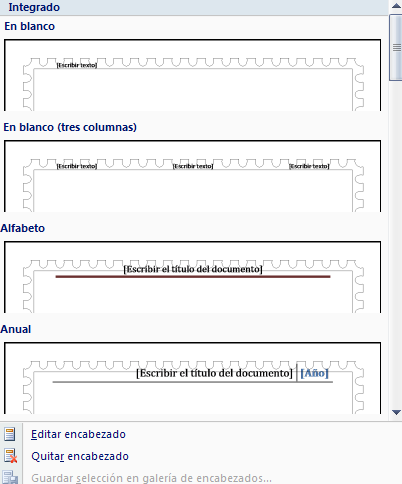 Integrado
En blanco
[Escribir texto]
En blanco (tres columnas)
[Escribir texto] [Escribir texto] [Escribir texto]
Alfabeto
[Escribir el título del documento]
Anual
[Escribir el título del documento] [Año]
Editar encabezado
Quitar encabezado
Guardar selección en galería de encabezados...